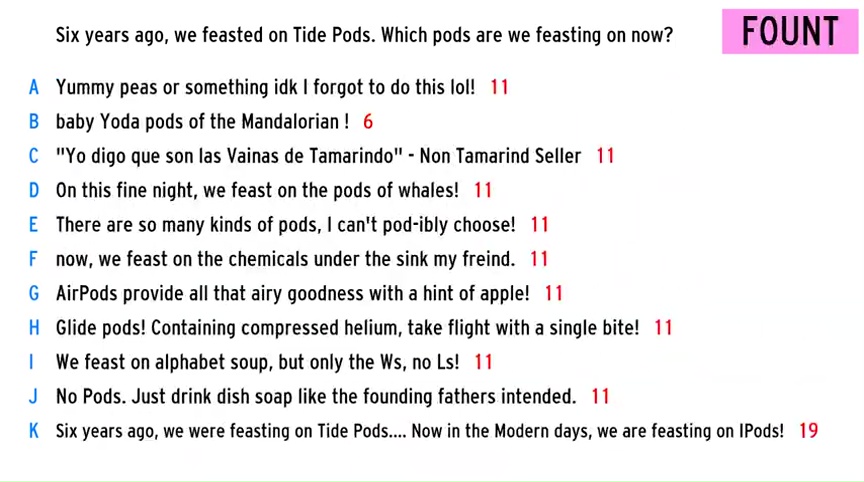 Six years ago, we feasted on Tide Pods. Which pods are we feasting on now?
FOUNT
A Yummy peas or something idk I forgot to do this lol! 11
B baby Yoda pods of the Mandalorian ! 6
C "Yo digo que son las Vainas de Tamarindo" - Non Tamarind Seller 11
D On this fine night, we feast on the pods of whales! 11
E There are so many kinds of pods, I can't pod-ibly choose! 11
F now, we feast on the chemicals under the sink my freind. 11
G AirPods provide all that airy goodness with a hint of apple! 11
H Glide pods! Containing compressed helium, take flight with a single bite! 11
I We feast on alphabet soup, but only the Ws, no Ls! 11
J No Pods. Just drink dish soap like the founding fathers intended. 11
K Six years ago, we were feasting on Tide Pods.... Now in the Modern days, we are feasting on IPods! 19